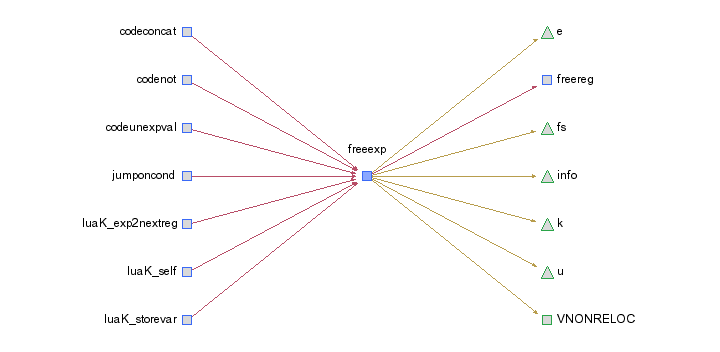 codeconcat
codenot
codeunexpval
jumponcond
luaK_exp2nextreg
luaK_self
luaK_storevar
freeexp
e
freereg
fs
info
k
u
VNONRELOC